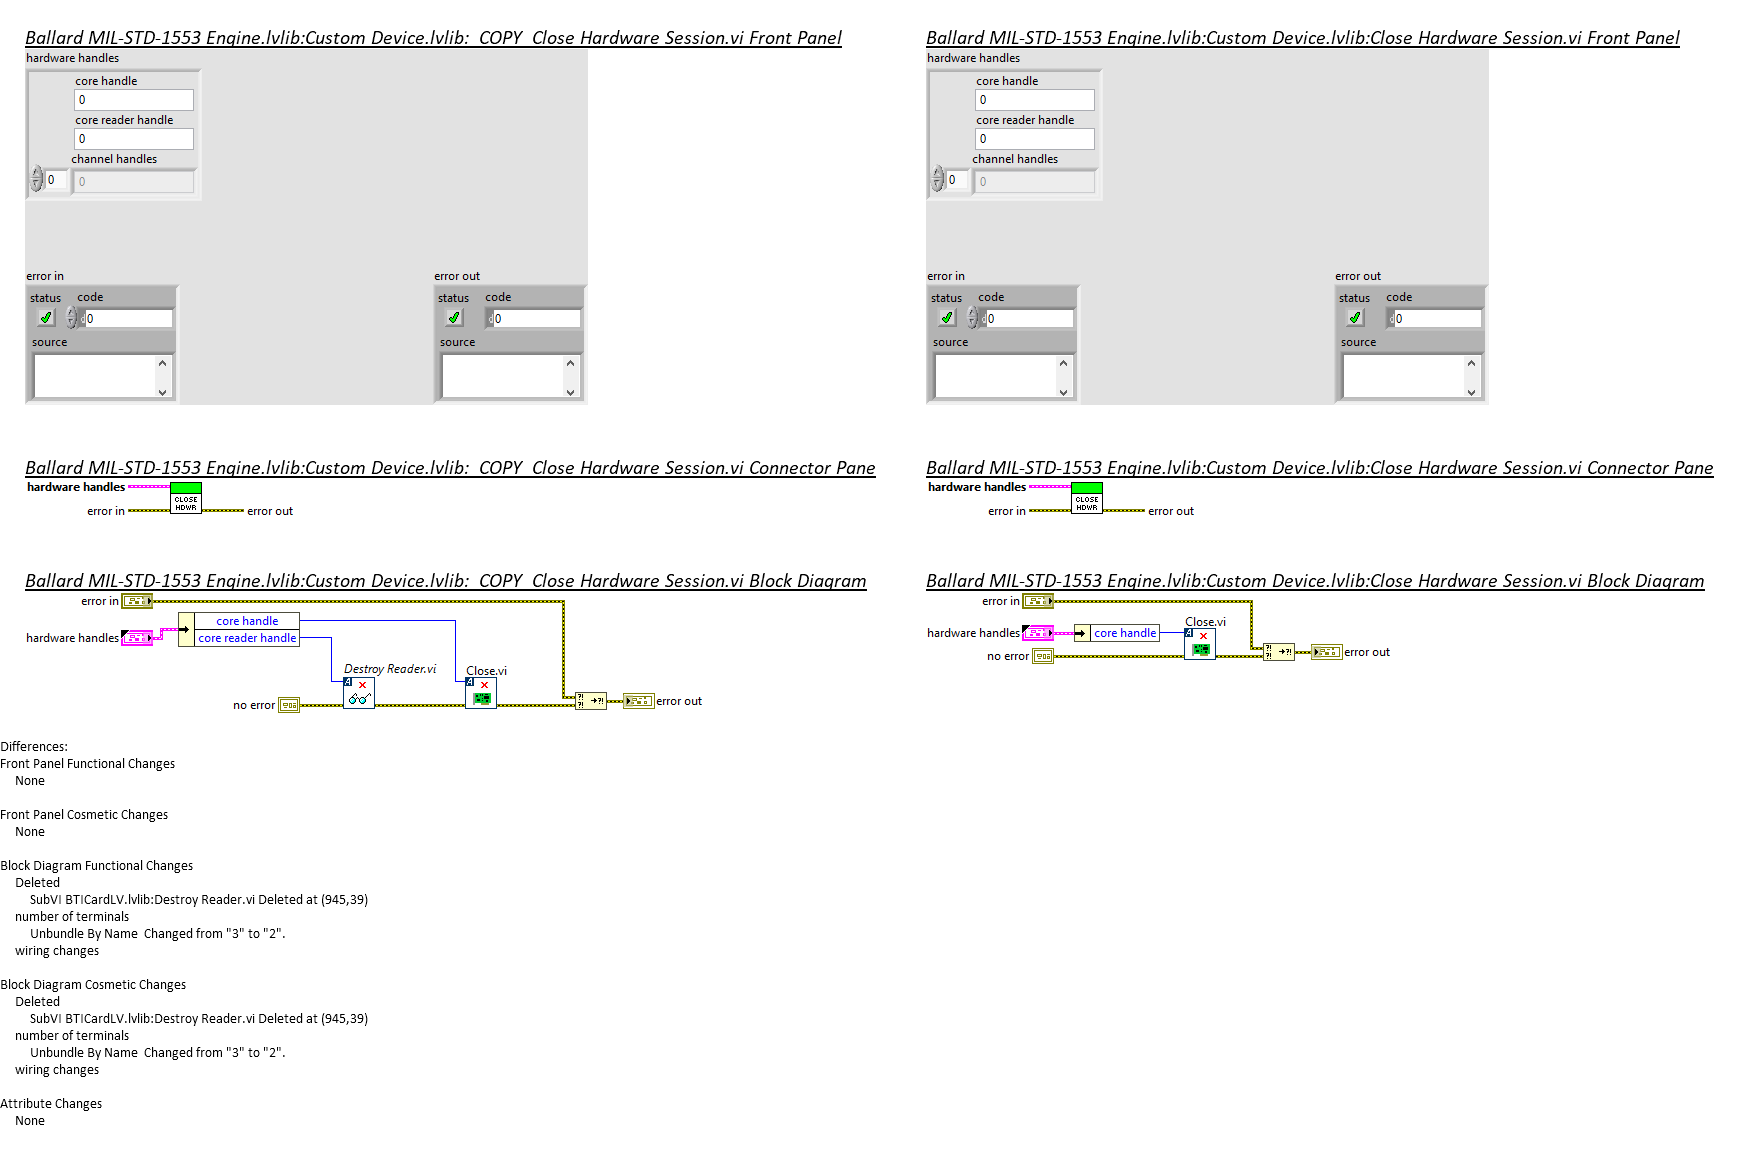 Ballard MIL-STD-1553 Engine.lvlib:Custom Device.lvlib:_COPY_Close Hardware Session.vi Front Panel
hardware handles
core handle
0
core reader handle
0
channel handles
0
0
error in
status
code
0
source
error out
status
code
0
source
Ballard MIL-STD-1553 Engine.lvlib:Custom Device.lvlib:Close Hardware Session.vi Front Panel
hardware handles
core handle
0
core reader handle
0
channel handles
0
0
error in
status
code
0
source
error out
status
code
0
source
Ballard MIL-STD-1553 Engine.lvlib:Custom Device.lvlib:_COPY_Close Hardware Session.vi Connector Pane
hardware handles
CLOSE
HDWR
error in
error out
Ballard MIL-STD-1553 Engine.lvlib:Custom Device.lvlib:Close Hardware Session.vi Connector Pane
hardware handles
CLOSE
HDWR
error in
error out
Ballard MIL-STD-1553 Engine.lvlib:Custom Device.lvlib:_COPY_Close Hardware Session.vi Block Diagram
error in
core handle
hardware handles
core reader handle
Destroy Reader.vi
Close.vi
no error
error out
Ballard MIL-STD-1553 Engine.lvlib:Custom Device.lvlib:Close Hardware Session.vi Block Diagram
error in
Close.vi
hardware handles
core handle
no error
error out
Differences:
Front Panel Functional Changes
None
Front Panel Cosmetic Changes
None
Block Diagram Functional Changes
Deleted
SubVI BTICardLV.lvlib:Destroy Reader.vi Deleted at (945,39)
number of terminals
Unbundle By Name  Changed from "3" to "2".
wiring changes
Block Diagram Cosmetic Changes
Deleted
SubVI BTICardLV.lvlib:Destroy Reader.vi Deleted at (945,39)
number of terminals
Unbundle By Name  Changed from "3" to "2".
wiring changes
Attribute Changes
None